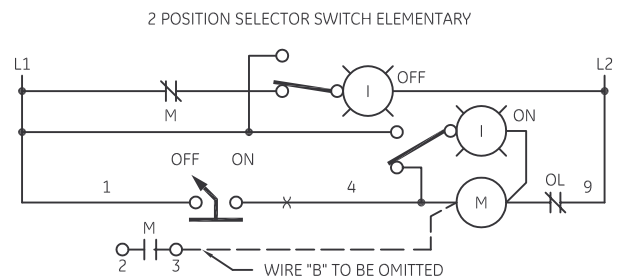 2 POSITION SELECTOR SWITCH ELEMENTARY
L1
L2
OFF
I
M
ON
I
OFF ON
1
4
M
OL
9
M
2 3
WIRE "B" TO BE OMITTED